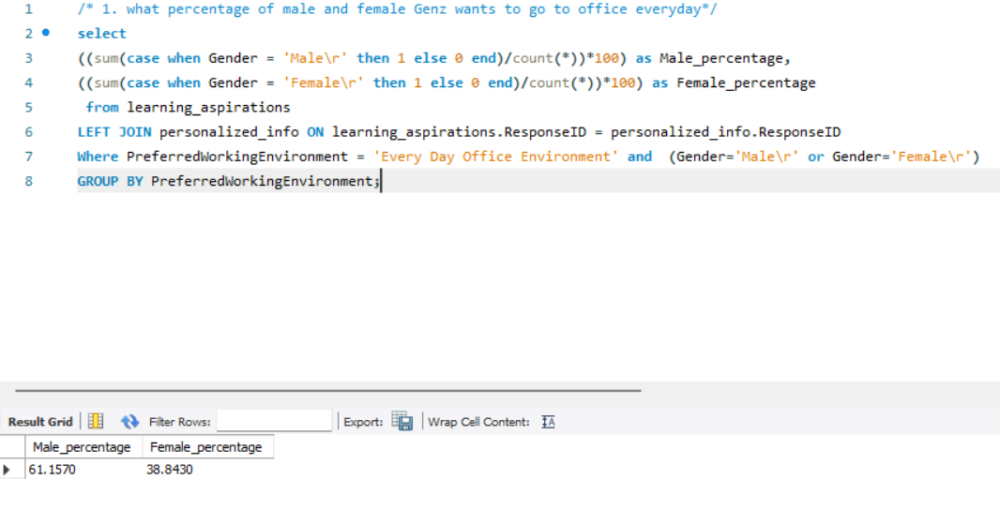 1 /* 1. what percentage of male and female Genz wants to go to office everyday*/
2 select
3 ((sum(case when Gender = 'Male\r' then 1 else 0 end)/count(*))*100) as Male_percentage,
4 ((sum(case when Gender = 'Female\r' then 1 else 0 end)/count(*))*100) as Female_percentage
5 from learning_aspirations
6 LEFT JOIN personalized_info ON learning_aspirations.ResponseID = personalized_info.ResponseID
7 Where PreferredWorkingEnvironment = 'Every Day Office Environment' and (Gender='Male\r' or Gender='Female\r')
8 GROUP BY PreferredWorkingEnvironment;
Result Grid Filter Rows: Export: Wrap Cell Content: IA
Male_percentage Female_percentage
61.1570 38.8430